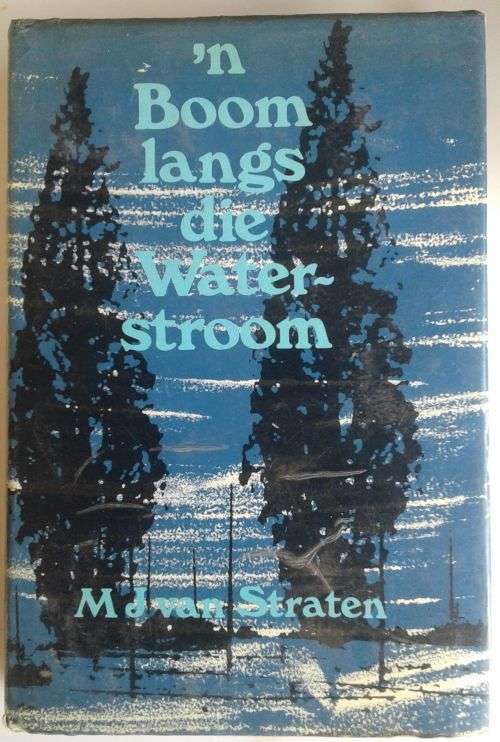 'n
Boom
langs
die
Water-
stroom
M J van Straten